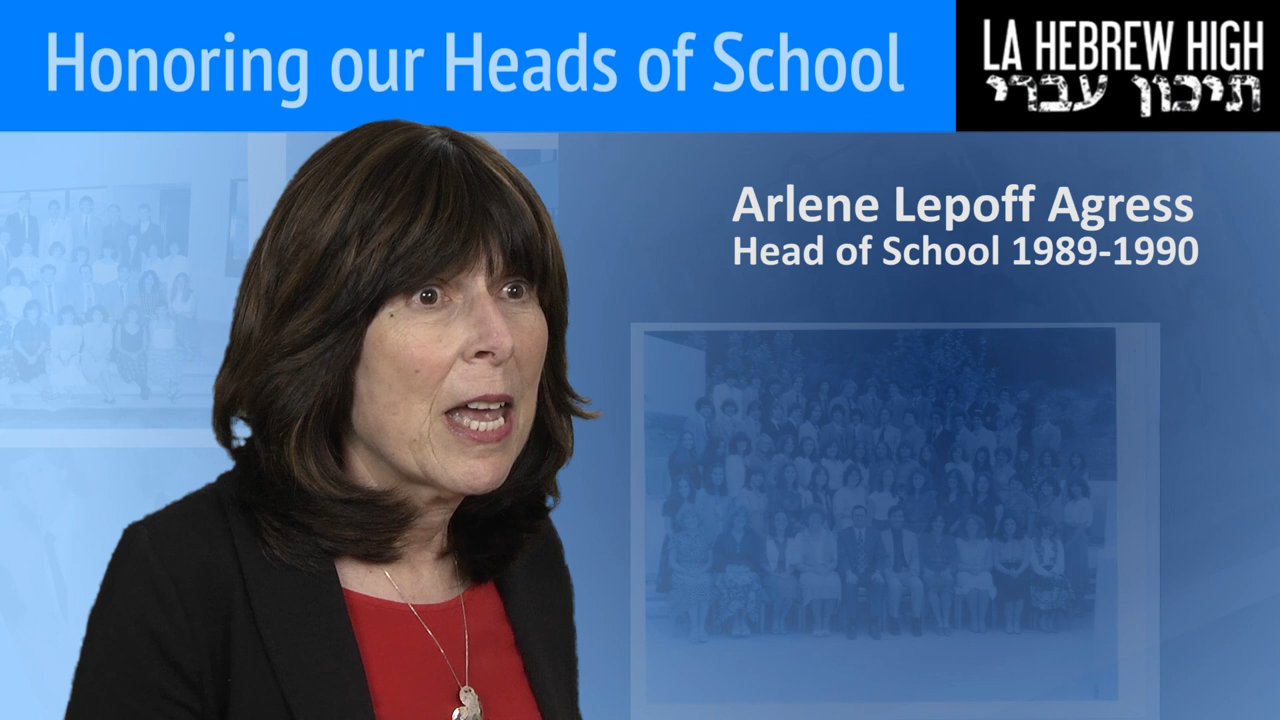 Honoring our Heads of School
LA HEBREW HIGH
תיכון עברי
Arlene Lepoff Agress
Head of School 1989-1990